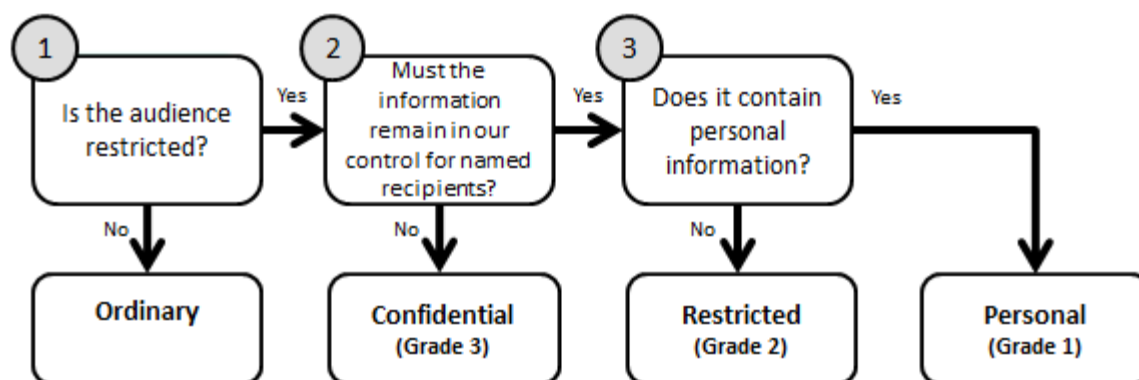 1
Is the audience
restricted?
Yes
No
2
Must the
information
remain in our
control for named
recipients?
Yes
No
3
Does it contain
personal
information?
Yes
No
Ordinary
Confidential
(Grade 3)
Restricted
(Grade 2)
Personal
(Grade 1)